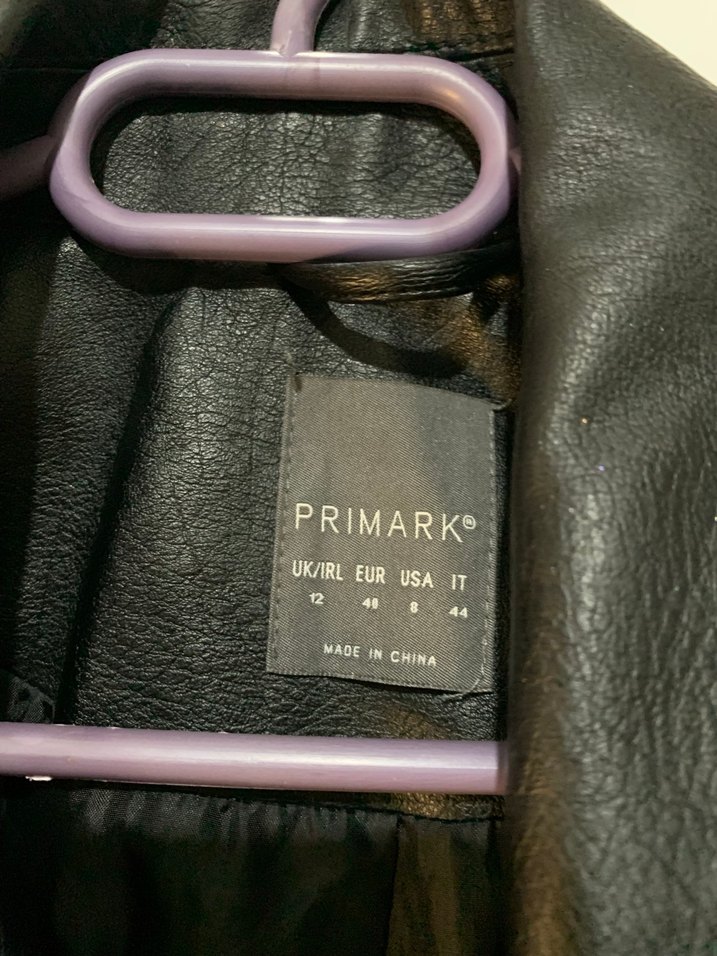 PRIMARK®
UK/IRL EUR USA IT
12 40 8 44
MADE IN CHINA